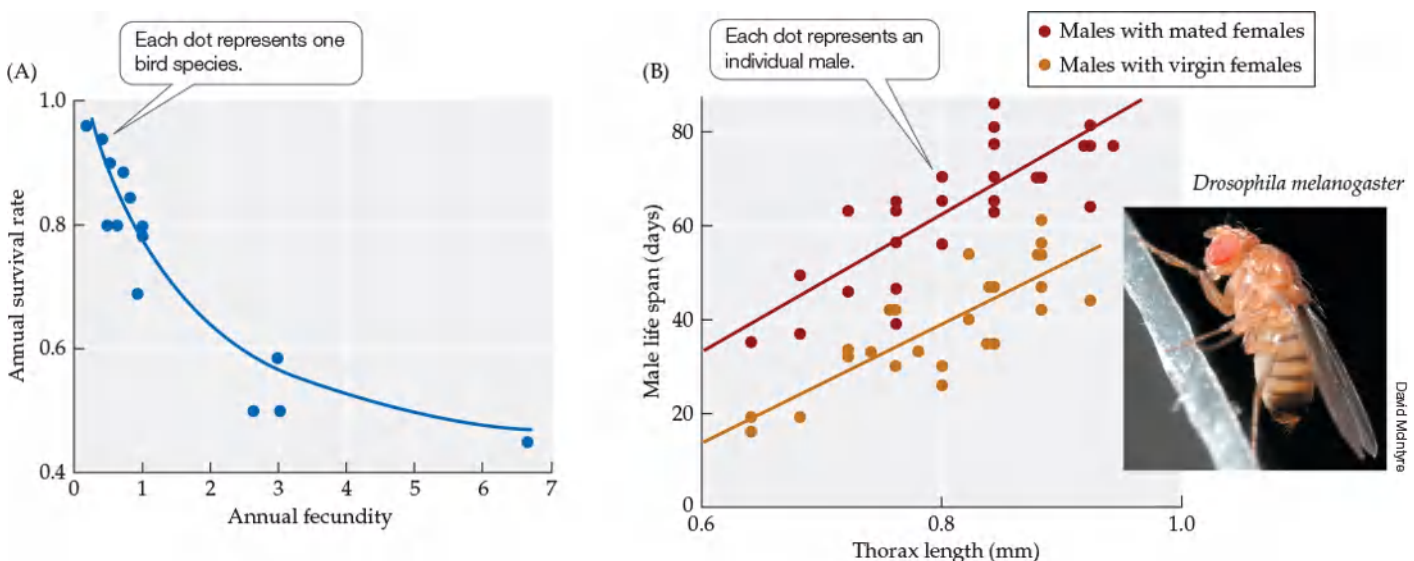 (A)
Each dot represents one
bird species.
1.0
0.8
0.6
0.4
Annual survival rate
0
1
2
3
4
5
6
7
Annual fecundity
(B)
Each dot represents an
individual male.
Males with mated females
Males with virgin females
80
60
40
20
0
Male life span (days)
0.6
0.8
1.0
Thorax length (mm)
Drosophila melanogaster
David McIntyre